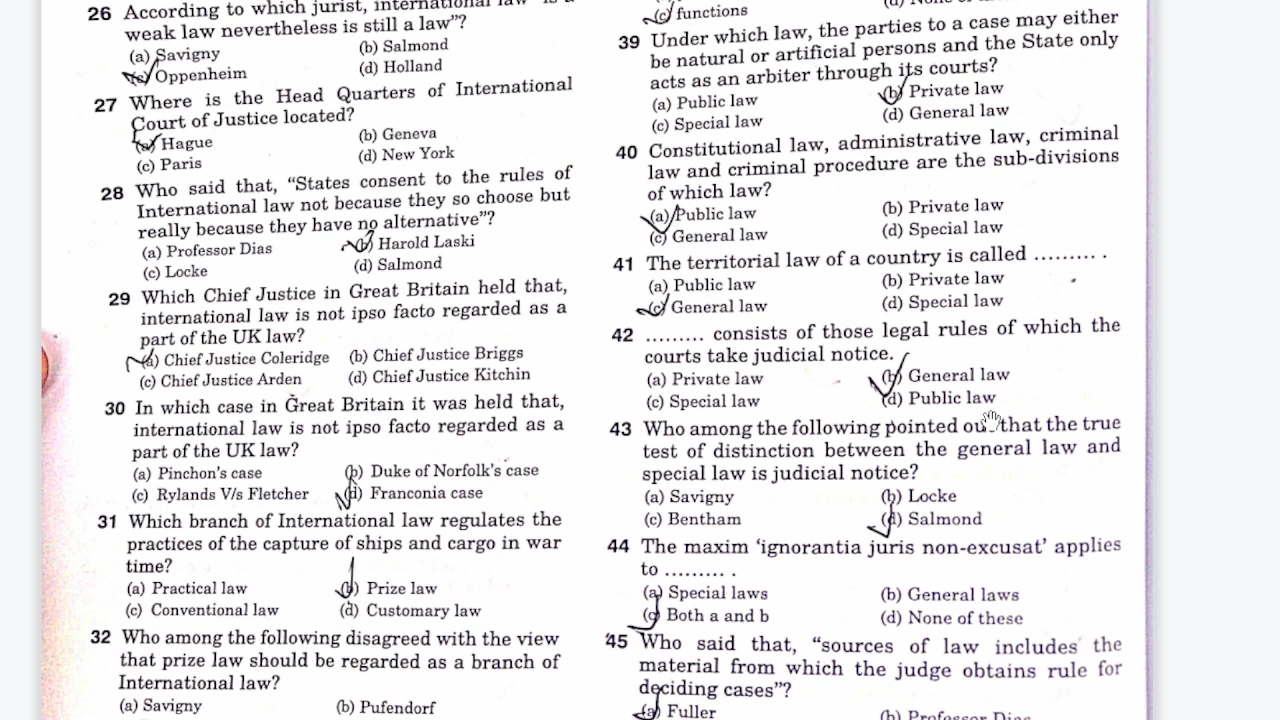 26 According to which jurist, international law "is a
weak law nevertheless is still a law"?
(a) Savigny (b) Salmond
(c) Oppenheim (d) Holland
27 Where is the Head Quarters of International
Court of Justice located?
(a) Hague (b) Geneva
(c) Paris (d) New York
28 Who said that, "States consent to the rules of
International law not because they so choose but
really because they have no alternative"?
(a) Professor Dias (b) Harold Laski
(c) Locke (d) Salmond
29 Which Chief Justice in Great Britain held that,
international law is not ipso facto regarded as a
part of the UK law?
(a) Chief Justice Coleridge (b) Chief Justice Briggs
(c) Chief Justice Arden (d) Chief Justice Kitchin
30 In which case in Great Britain it was held that,
international law is not ipso facto regarded as a
part of the UK law?
(a) Pinchon's case (b) Duke of Norfolk's case
(c) Rylands V/s Fletcher (d) Franconia case
31 Which branch of International law regulates the
practices of the capture of ships and cargo in war
time?
(a) Practical law (b) Prize law
(c) Conventional law (d) Customary law
32 Who among the following disagreed with the view
that prize law should be regarded as a branch of
International law?
(a) Savigny (b) Pufendorf
(c) functions
39 Under which law, the parties to a case may either
be natural or artificial persons and the State only
acts as an arbiter through its courts?
(a) Public law (b) Private law
(c) Special law (d) General law
40 Constitutional law, administrative law, criminal
law and criminal procedure are the sub-divisions
of which law?
(a) Public law (b) Private law
(c) General law (d) Special law
41 The territorial law of a country is called ......... .
(a) Public law (b) Private law
(c) General law (d) Special law
42 ......... consists of those legal rules of which the
courts take judicial notice.
(a) Private law (b) General law
(c) Special law (d) Public law
43 Who among the following pointed out that the true
test of distinction between the general law and
special law is judicial notice?
(a) Savigny (b) Locke
(c) Bentham (d) Salmond
44 The maxim 'ignorantia juris non-excusat' applies
to ......... .
(a) Special laws (b) General laws
(c) Both a and b (d) None of these
45 Who said that, "sources of law includes the
material from which the judge obtains rule for
deciding cases"?
(a) Fuller (b) Professor Dias